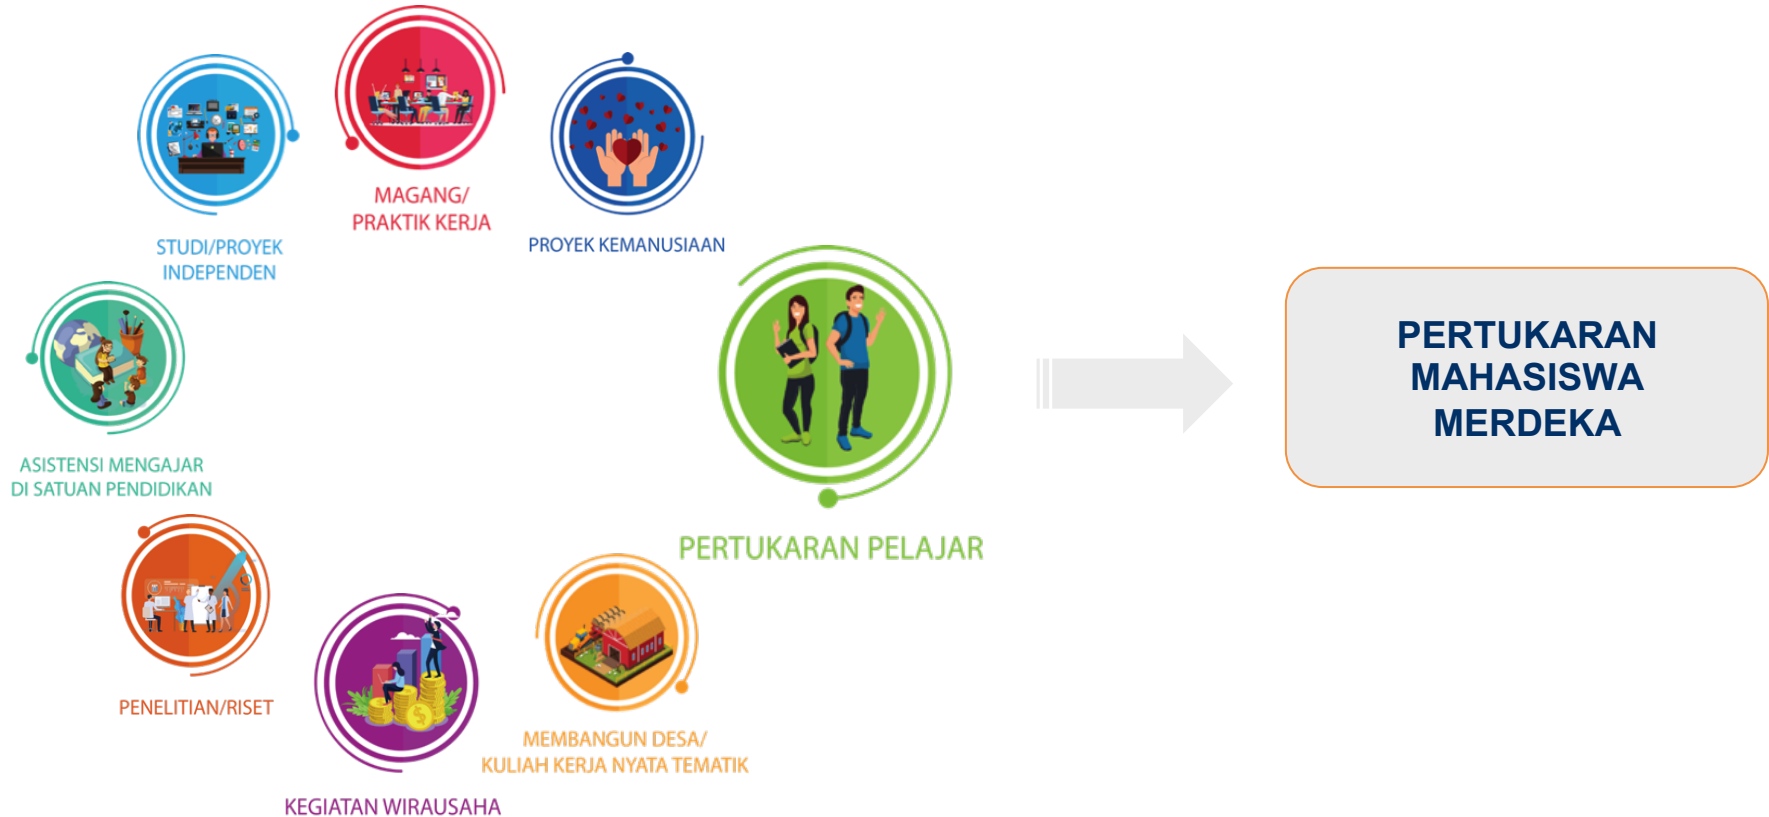 MAGANG/
PRAKTIK KERJA
STUDI/PROYEK
INDEPENDEN
PROYEK KEMANUSIAAN
ASISTENSI MENGAJAR
DI SATUAN PENDIDIKAN
PERTUKARAN PELAJAR
PENELITIAN/RISET
MEMBANGUN DESA/
KULIAH KERJA NYATA TEMATIK
KEGIATAN WIRAUSAHA
PERTUKARAN
MAHASISWA
MERDEKA